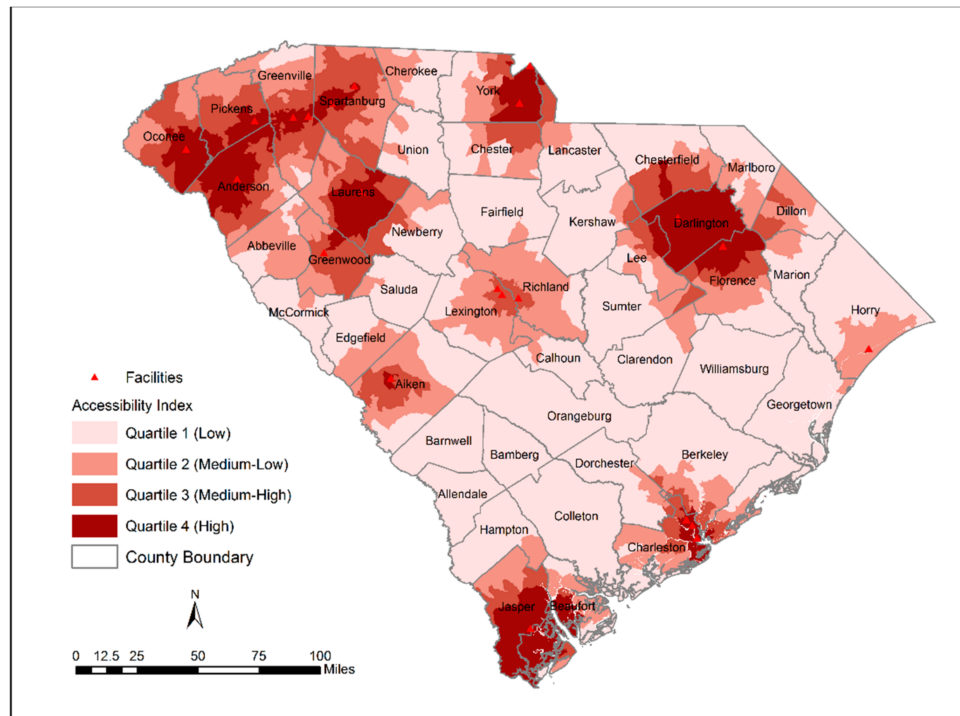 Cherokee
Greenville
York
Spartanburg
Pickens
Oconee
Union
Chester
Lancaster
Chesterfield
Marlboro
Anderson
Laurens
Fairfield
Kershaw
Darlington
Dillon
Newberry
Abbeville
Greenwood
Lee
Florence
Marion
Saluda
Richland
McCormick
Lexington
Sumter
Horry
Edgefield
Calhoun
Clarendon
Williamsburg
Aiken
Georgetown
Orangeburg
Barnwell
Bamberg
Berkeley
Dorchester
Allendale
Colleton
Hampton
Charleston
Jasper
Beaufort
Facilities
Accessibility Index
Quartile 1 (Low)
Quartile 2 (Medium-Low)
Quartile 3 (Medium-High)
Quartile 4 (High)
County Boundary
N
0 12.5 25 50 75 100
Miles